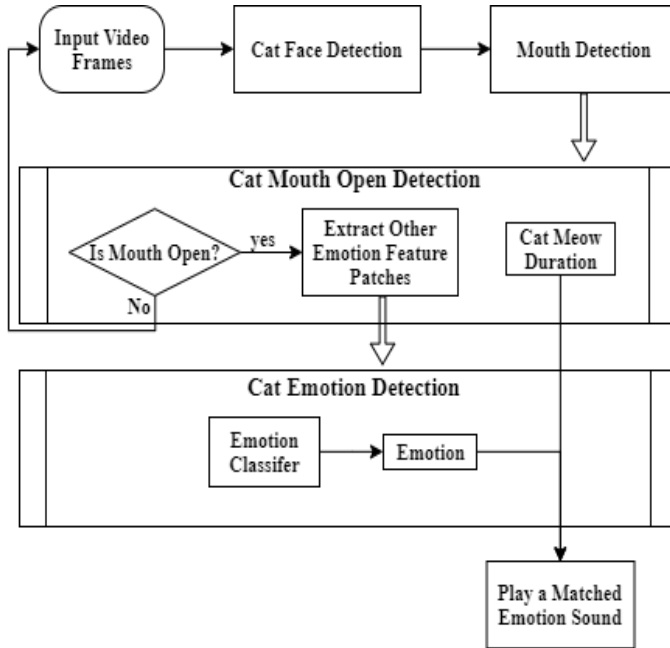 Input Video
Frames
Cat Face Detection
Mouth Detection
Cat Mouth Open Detection
Is Mouth Open?
yes
No
Extract Other
Emotion Feature
Patches
Cat Meow
Duration
Cat Emotion Detection
Emotion
Classifer
Emotion
Play a Matched
Emotion Sound